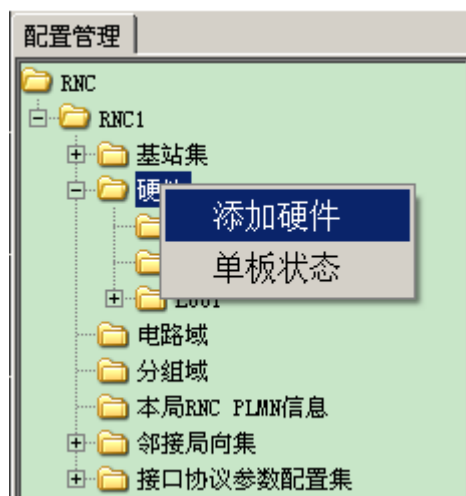 配置管理
RNC
RNC1
基站集
硬
添加硬件
单板状态
电路域
分组域
本局RNC PLMN信息
邻接局向集
接口协议参数配置集